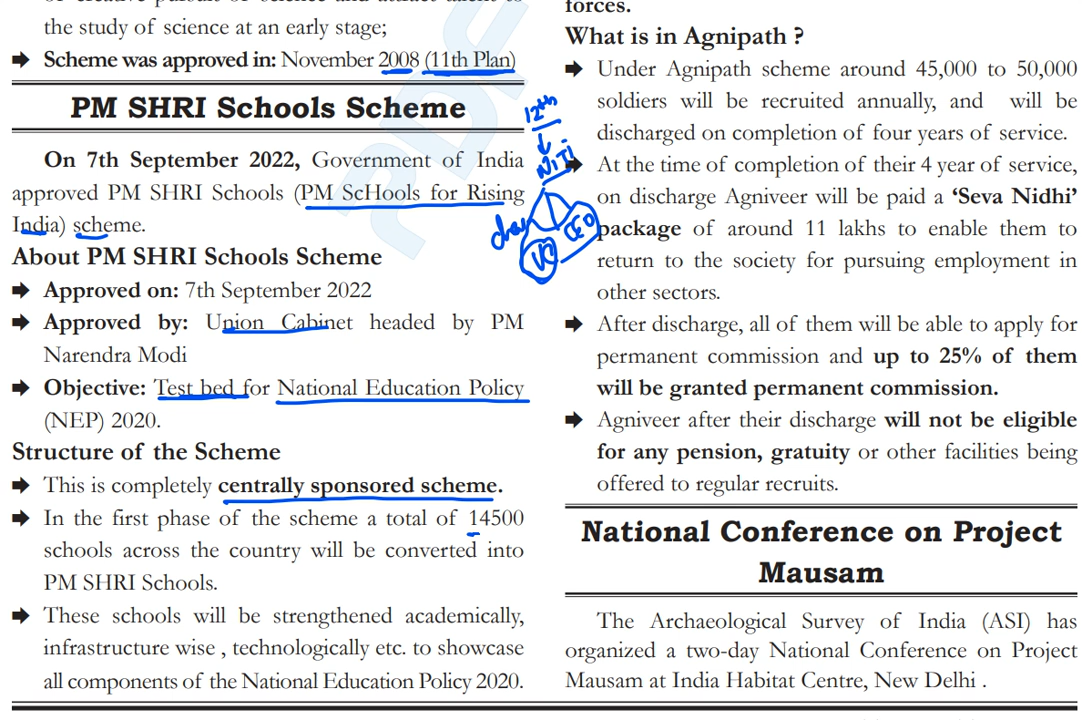 of creative pursuit of science and attract talent to
the study of science at an early stage;
➡ Scheme was approved in: November 2008 (11th Plan)
PM SHRI Schools Scheme
On 7th September 2022, Government of India
approved PM SHRI Schools (PM ScHools for Rising
India) scheme.
About PM SHRI Schools Scheme
➡ Approved on: 7th September 2022
➡ Approved by: Union Cabinet headed by PM
Narendra Modi
➡ Objective: Test bed for National Education Policy
(NEP) 2020.
Structure of the Scheme
➡ This is completely centrally sponsored scheme.
➡ In the first phase of the scheme a total of 14500
schools across the country will be converted into
PM SHRI Schools.
➡ These schools will be strengthened academically,
infrastructure wise , technologically etc. to showcase
all components of the National Education Policy 2020.
12th
NITI
CEO
VC
forces.
What is in Agnipath ?
➡ Under Agnipath scheme around 45,000 to 50,000
soldiers will be recruited annually, and will be
discharged on completion of four years of service.
➡ At the time of completion of their 4 year of service,
on discharge Agniveer will be paid a ‘Seva Nidhi’
package of around 11 lakhs to enable them to
return to the society for pursuing employment in
other sectors.
➡ After discharge, all of them will be able to apply for
permanent commission and up to 25% of them
will be granted permanent commission.
➡ Agniveer after their discharge will not be eligible
for any pension, gratuity or other facilities being
offered to regular recruits.
National Conference on Project
Mausam
The Archaeological Survey of India (ASI) has
organized a two-day National Conference on Project
Mausam at India Habitat Centre, New Delhi .
PDF